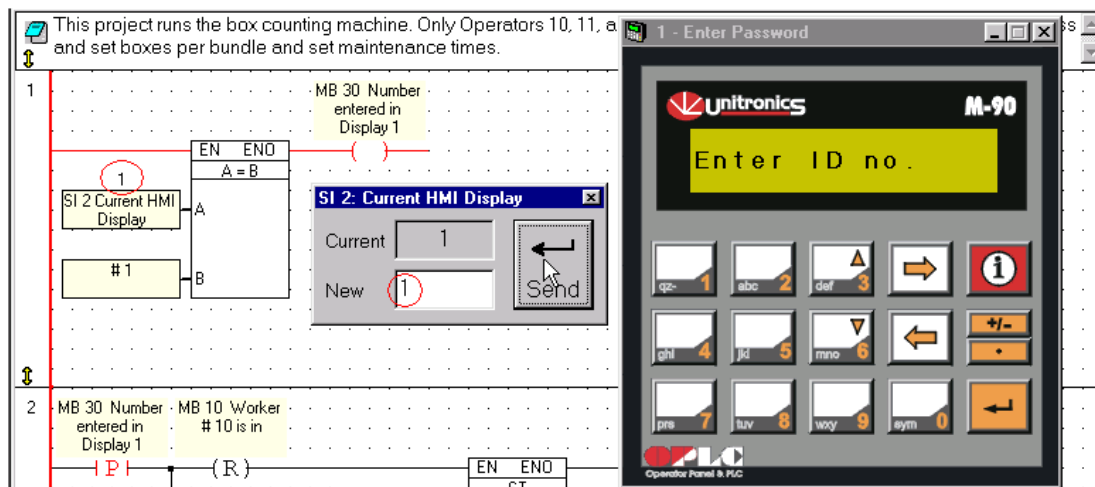 This project runs the box counting machine. Only Operators 10, 11, a
ss
and set boxes per bundle and set maintenance times.
1
MB 30 Number
entered in
Display 1
( )
EN ENO
A = B
1
SI 2 Current HMI
Display
A
#1
B
SI 2: Current HMI Display
Current 1
New 1
Send
2
MB 30 Number
entered in
Display 1
P
MB 10 Worker
#10 is in
(R)
EN ENO
1 - Enter Password
unitronics
M-90
Enter ID no.
qz- 1
abc 2
def 3
i
ghl 4
jkl 5
mno 6
+/-
prs 7
tuv 8
wxy 9
sym 0
OPLC
Operator Panel & PLC